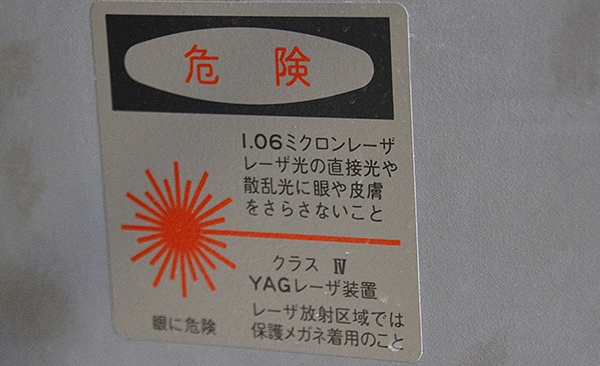 危険
1.06ミクロンレーザ
レーザ光の直接光や
散乱光に眼や皮膚
をさらさないこと
クラス Ⅳ
YAGレーザ装置
眼に危険
レーザ放射区域では
保護メガネ着用のこと